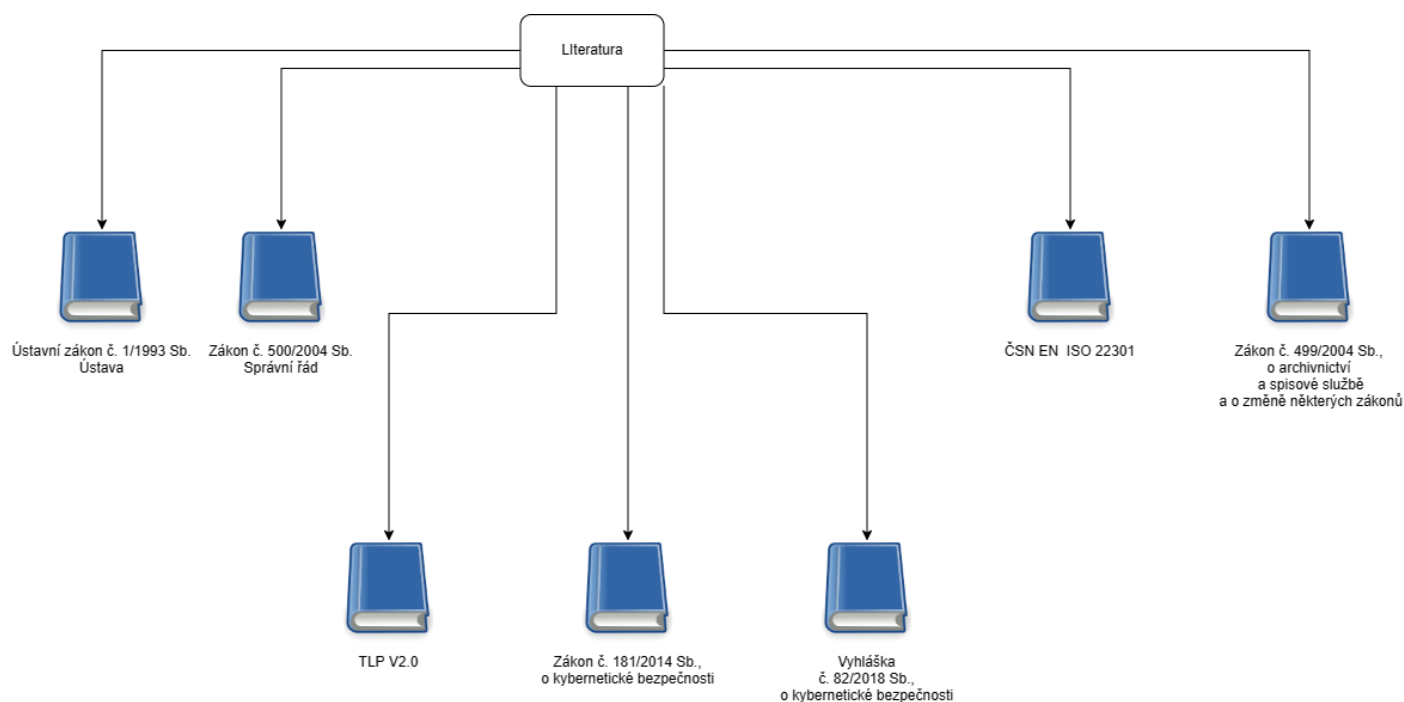 LIteratura
Ústavní zákon č. 1/1993 Sb.
Ústava
Zákon č. 500/2004 Sb.
Správní řád
ČSN EN  ISO 22301
Zákon č. 499/2004 Sb.,
o archivnictví
a spisové službě
a o změně některých zákonů
TLP V2.0
Zákon č. 181/2014 Sb.,
o kybernetické bezpečnosti
Vyhláška
č. 82/2018 Sb.,
o kybernetické bezpečnosti